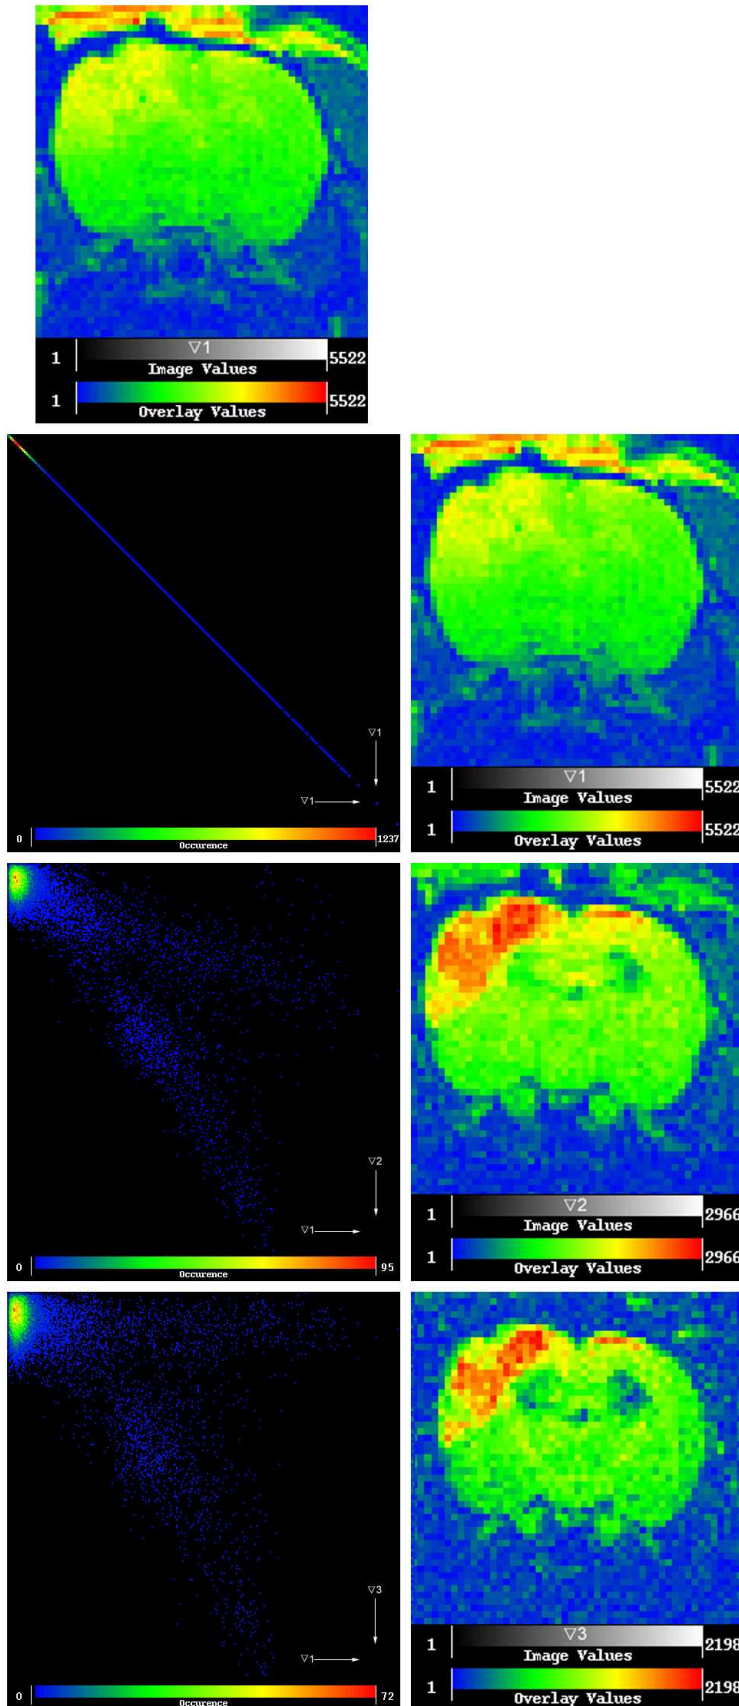 1 ▽1 5522
Image Values
1 5522
Overlay Values
▽1
▽1
0 1237
Occurence
1 ▽1 5522
Image Values
1 5522
Overlay Values
▽2
▽1
0 95
Occurence
1 ▽2 2966
Image Values
1 2966
Overlay Values
▽3
▽1
0 72
Occurence
1 ▽3 2198
Image Values
1 2198
Overlay Values